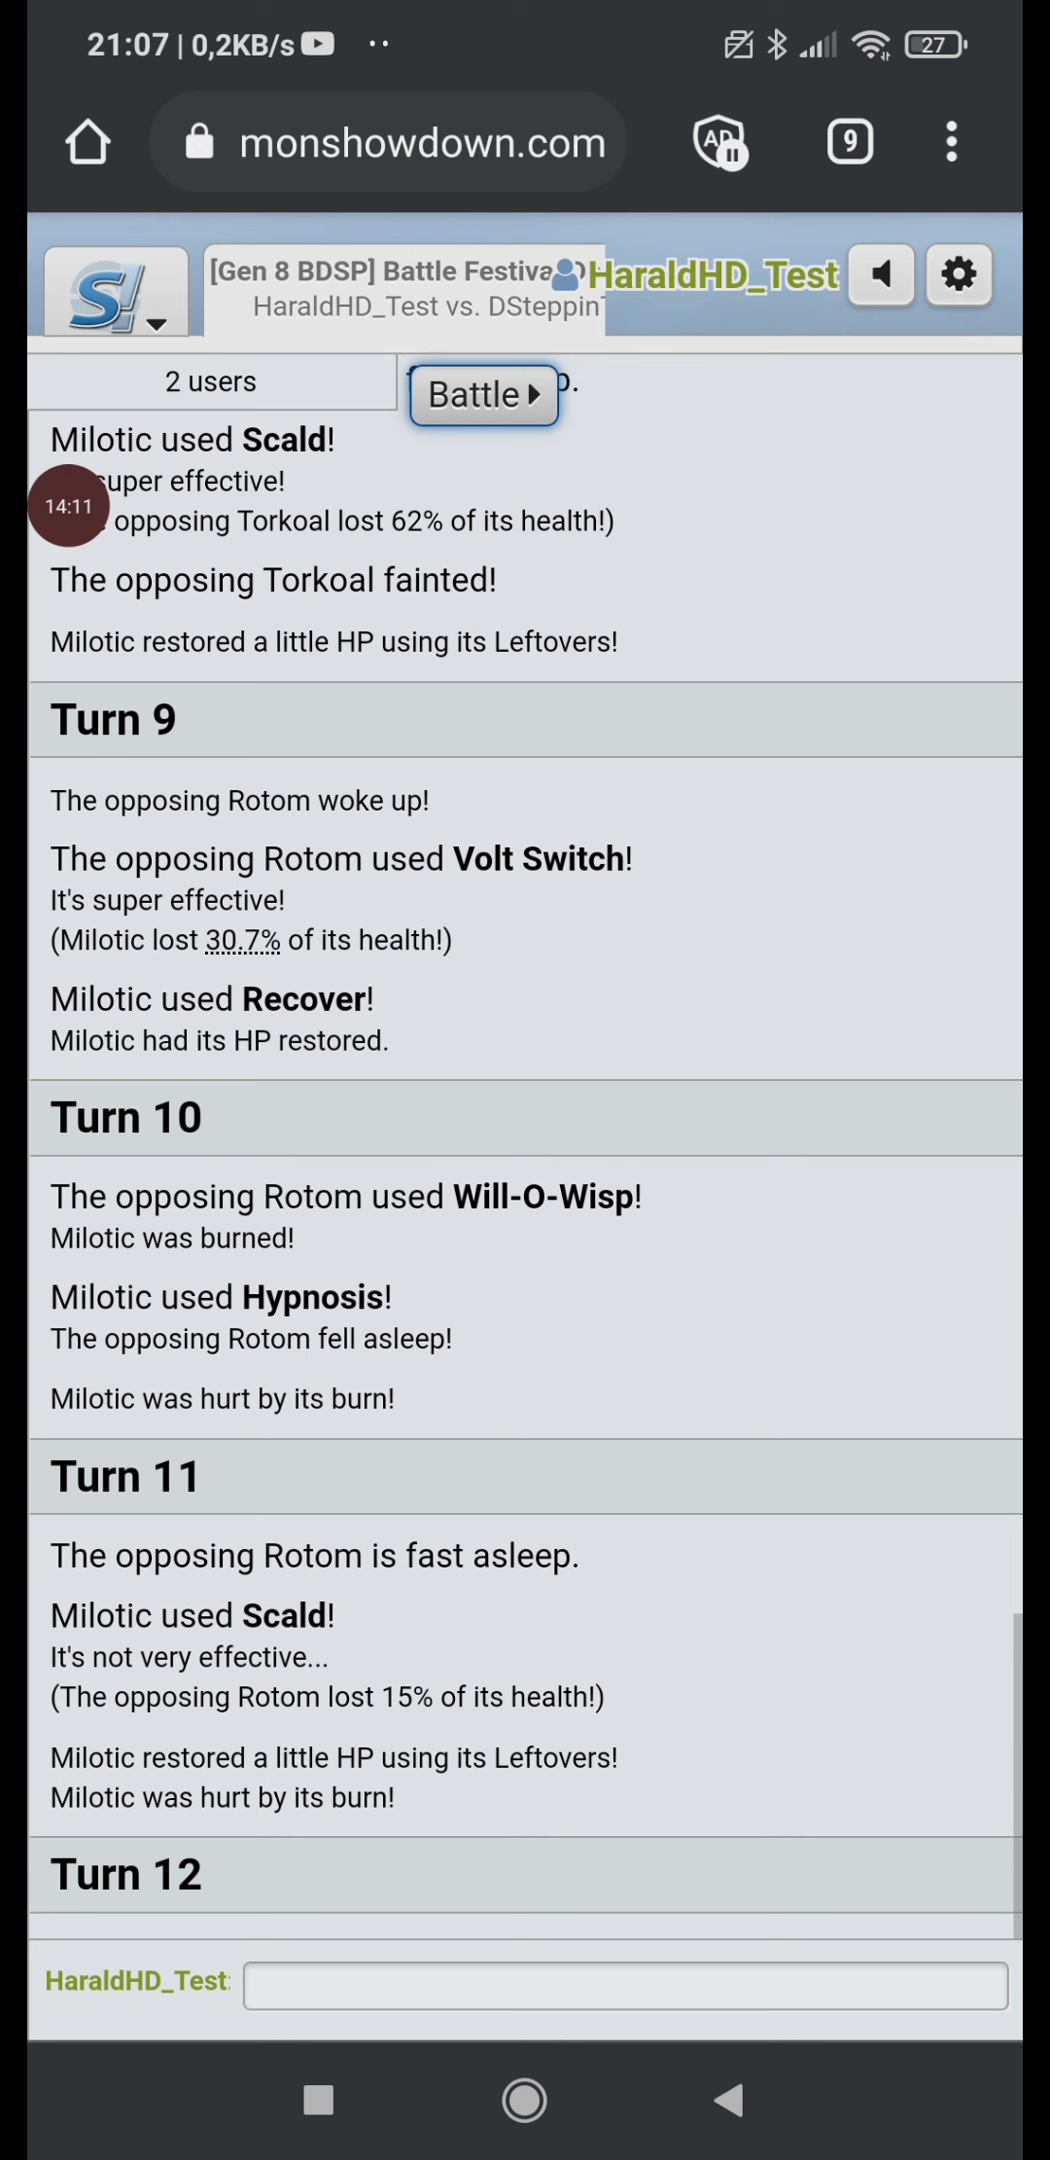 21:07 | 0,2KB/s
27
monshowdown.com
AD
9
[Gen 8 BDSP] Battle Festiva
HaraldHD_Test vs. DSteppin
HaraldHD_Test
2 users
Battle
Milotic used Scald!
super effective!
14:11
opposing Torkoal lost 62% of its health!)
The opposing Torkoal fainted!
Milotic restored a little HP using its Leftovers!
Turn 9
The opposing Rotom woke up!
The opposing Rotom used Volt Switch!
It's super effective!
(Milotic lost 30.7% of its health!)
Milotic used Recover!
Milotic had its HP restored.
Turn 10
The opposing Rotom used Will-O-Wisp!
Milotic was burned!
Milotic used Hypnosis!
The opposing Rotom fell asleep!
Milotic was hurt by its burn!
Turn 11
The opposing Rotom is fast asleep.
Milotic used Scald!
It's not very effective...
(The opposing Rotom lost 15% of its health!)
Milotic restored a little HP using its Leftovers!
Milotic was hurt by its burn!
Turn 12
HaraldHD_Test: